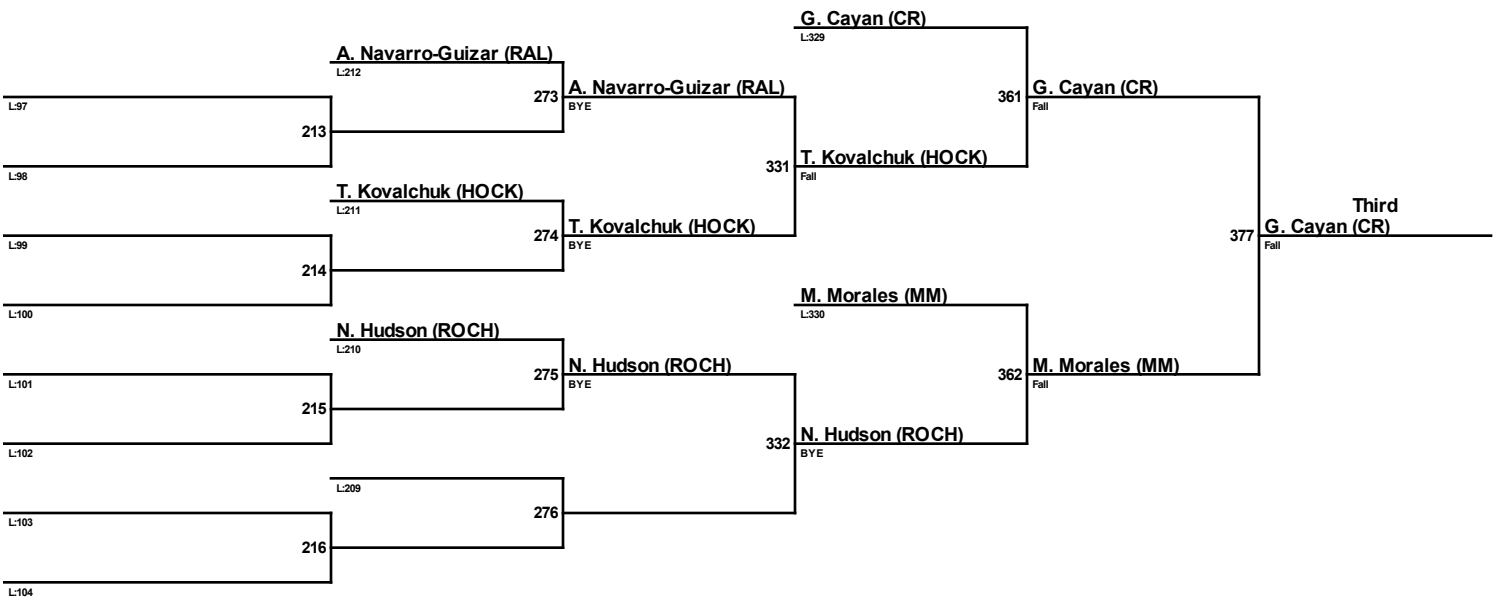 G. Cayan (CR)
L:329
A. Navarro-Guizar (RAL)
L:212
273
A. Navarro-Guizar (RAL)
BYE
361
G. Cayan (CR)
Fall
L:97
213
331
T. Kovalchuk (HOCK)
Fall
L:98
T. Kovalchuk (HOCK)
L:211
Third
L:99
274
T. Kovalchuk (HOCK)
BYE
377
G. Cayan (CR)
Fall
214
L:100
M. Morales (MM)
L:330
N. Hudson (ROCH)
L:210
L:101
275
N. Hudson (ROCH)
BYE
362
M. Morales (MM)
Fall
215
L:102
332
N. Hudson (ROCH)
BYE
L:209
L:103
276
216
L:104